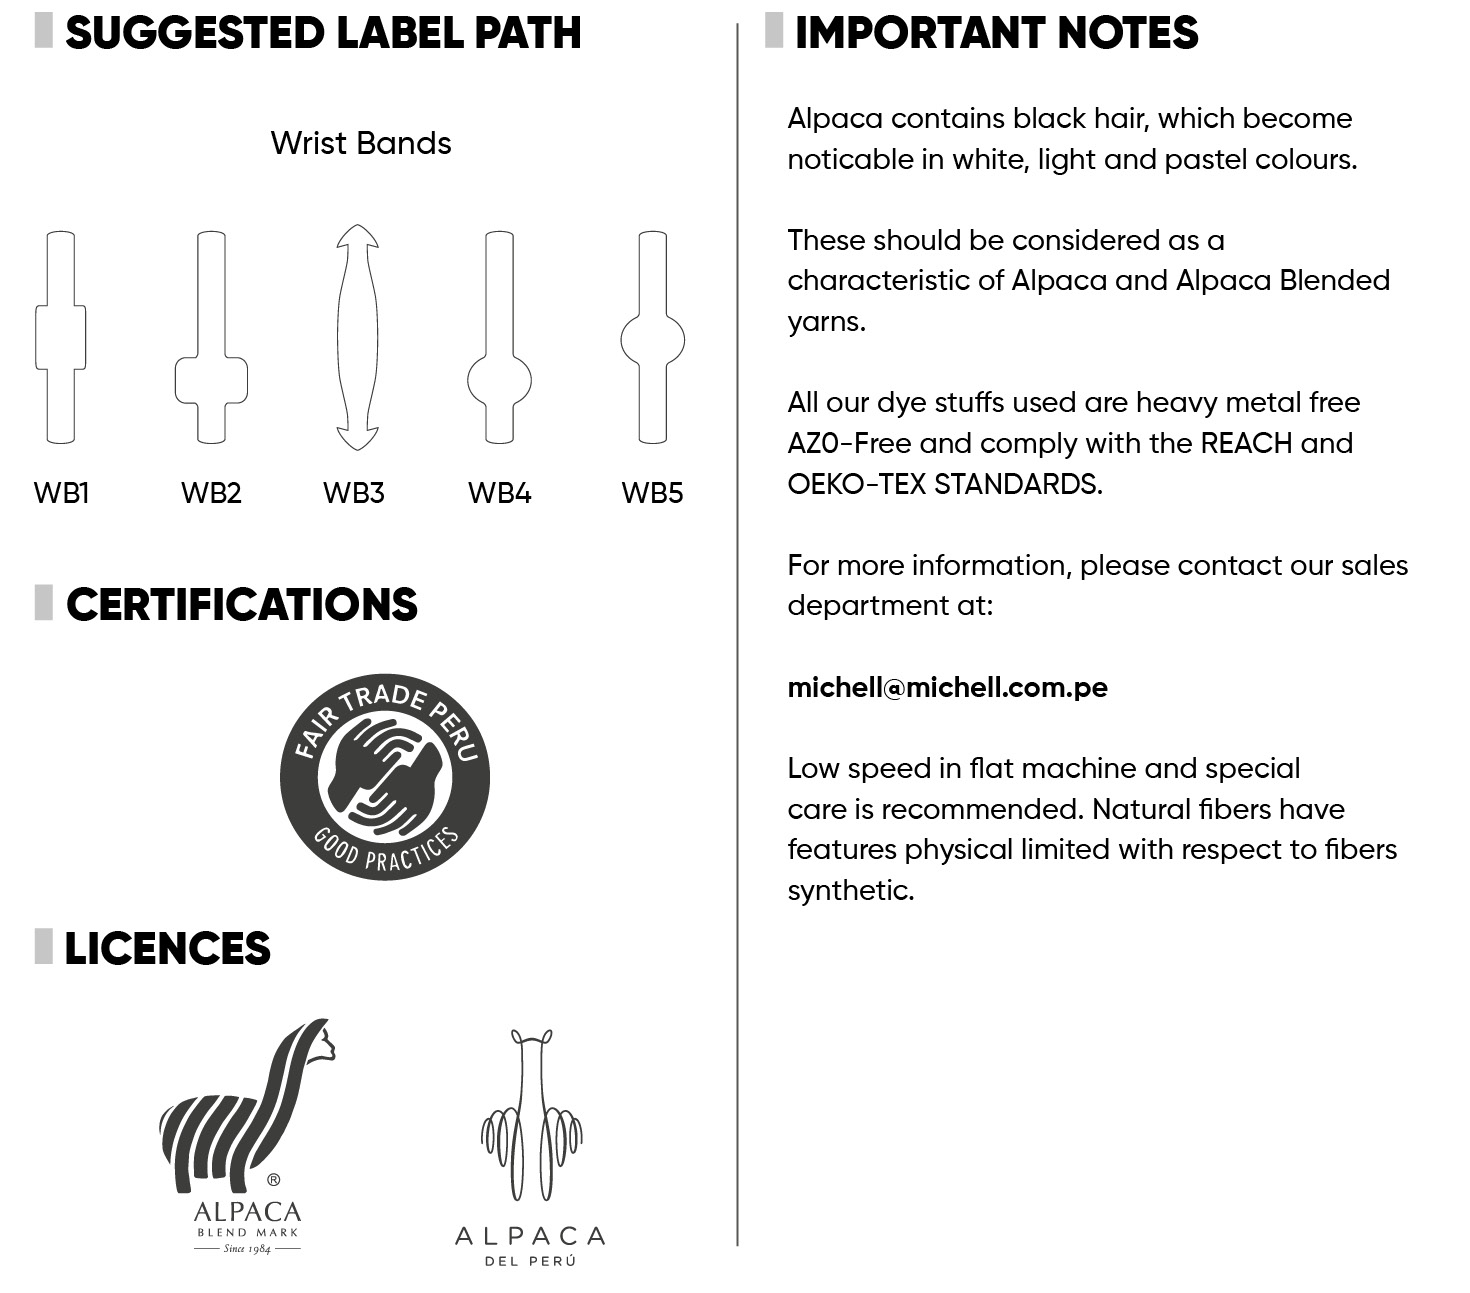 SUGGESTED LABEL PATH
Wrist Bands
WB1 WB2 WB3 WB4 WB5
CERTIFICATIONS
FAIR TRADE PERU
GOOD PRACTICES
LICENCES
®
ALPACA
BLEND MARK
Since 1984
ALPACA
DEL PERÚ
IMPORTANT NOTES
Alpaca contains black hair, which become
noticable in white, light and pastel colours.
These should be considered as a
characteristic of Alpaca and Alpaca Blended
yarns.
All our dye stuffs used are heavy metal free
AZ0-Free and comply with the REACH and
OEKO-TEX STANDARDS.
For more information, please contact our sales
department at:
michell@michell.com.pe
Low speed in flat machine and special
care is recommended. Natural fibers have
features physical limited with respect to fibers
synthetic.